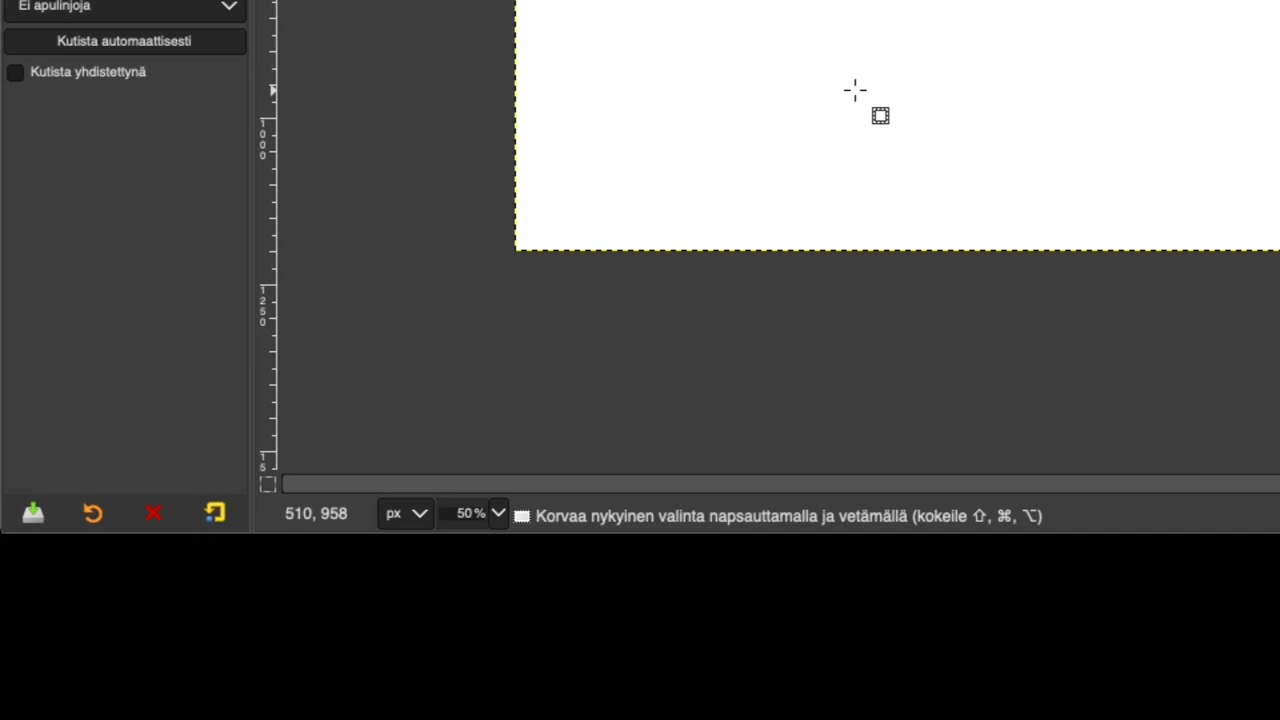 Ei apulinjoja
Kutista automaattisesti
Kutista yhdistettynä
1000
1250
15
510, 958
px
50 %
Korvaa nykyinen valinta napsauttamalla ja vetämällä (kokeile ⇧, ⌘, ⌥)